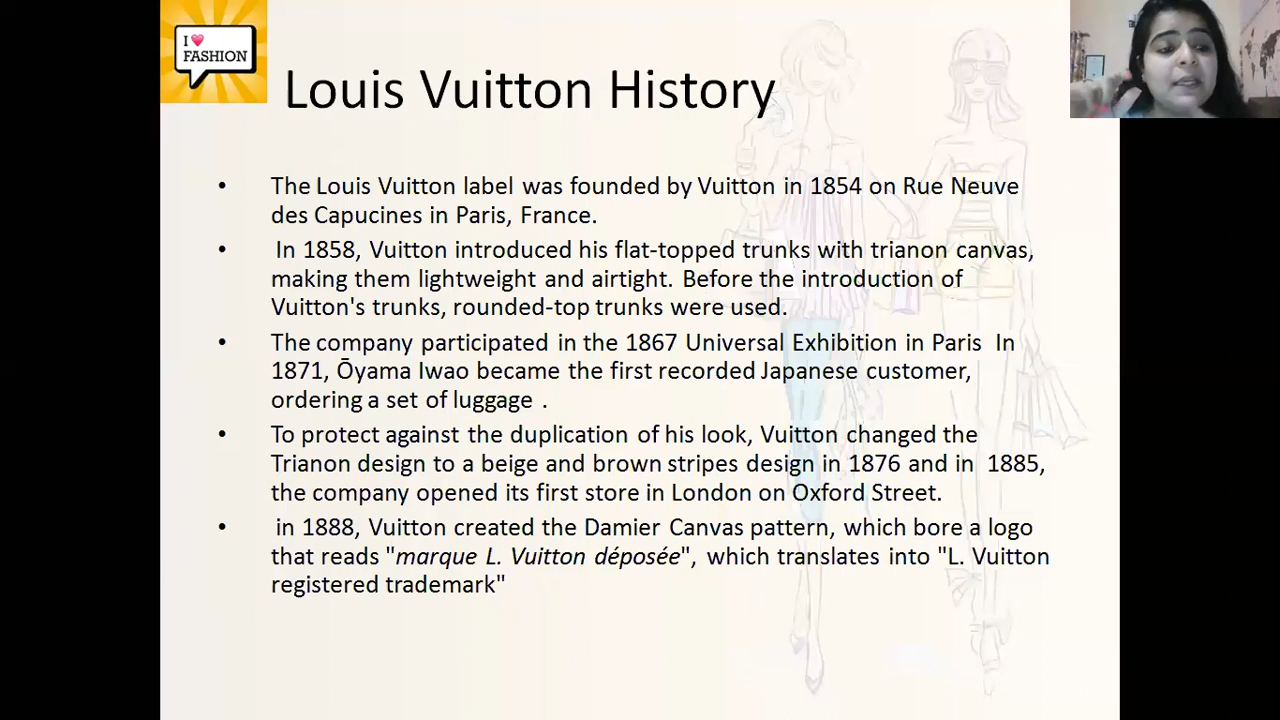 I
FASHION
Louis Vuitton History
• The Louis Vuitton label was founded by Vuitton in 1854 on Rue Neuve
des Capucines in Paris, France.
• In 1858, Vuitton introduced his flat-topped trunks with trianon canvas,
making them lightweight and airtight. Before the introduction of
Vuitton's trunks, rounded-top trunks were used.
• The company participated in the 1867 Universal Exhibition in Paris In
1871, Ōyama Iwao became the first recorded Japanese customer,
ordering a set of luggage .
• To protect against the duplication of his look, Vuitton changed the
Trianon design to a beige and brown stripes design in 1876 and in 1885,
the company opened its first store in London on Oxford Street.
• in 1888, Vuitton created the Damier Canvas pattern, which bore a logo
that reads "marque L. Vuitton déposée", which translates into "L. Vuitton
registered trademark"